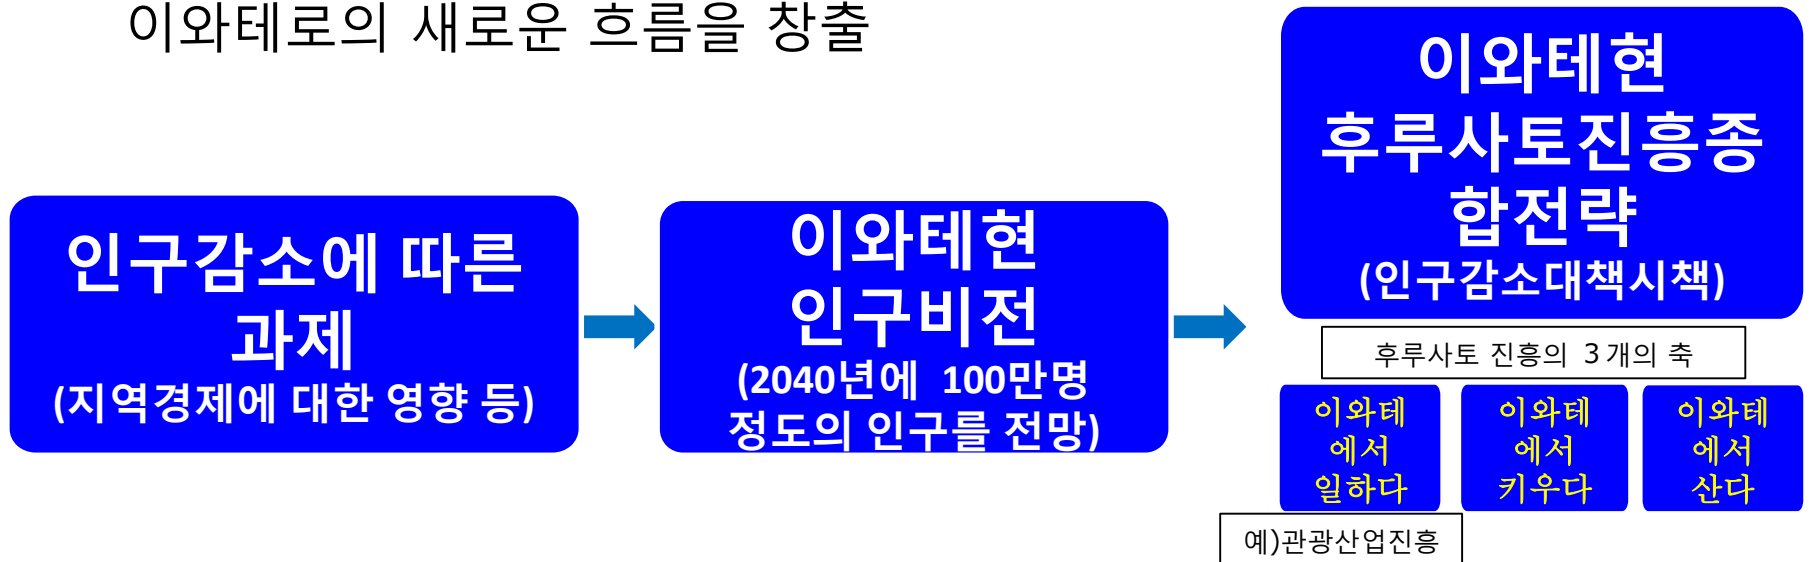 이와테로의 새로운 흐름을 창출
인구감소에 따른
과제
(지역경제에 대한 영향 등)
이와테현
인구비전
(2040년에 100만명
정도의 인구를 전망)
이와테현
후루사토진흥종
합전략
(인구감소대책시책)
후루사토 진흥의 3개의 축
이와테
에서
일하다
이와테
에서
키우다
이와테
에서
산다
예)관광산업진흥